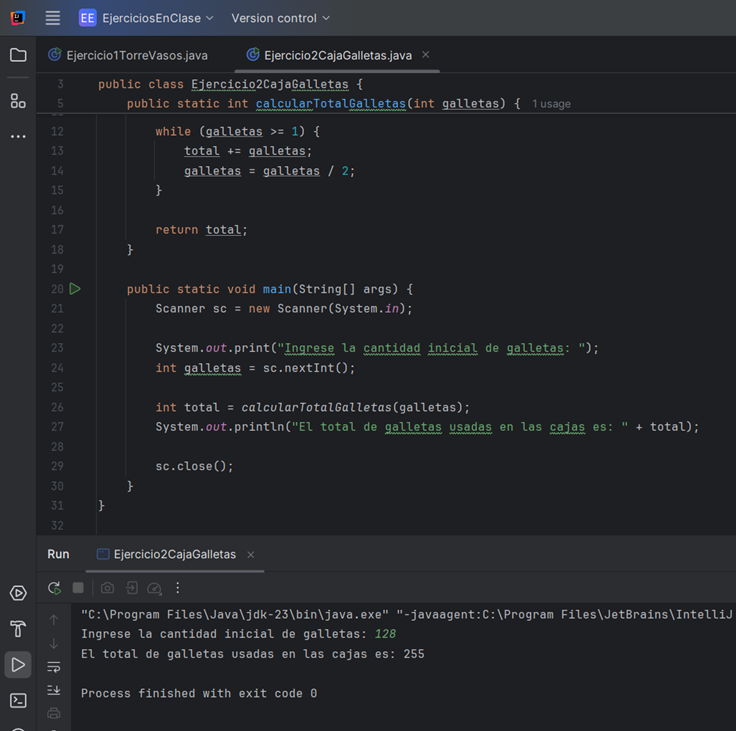 EE EjerciciosEnClase Version control
Ejercicio1TorreVasos.java Ejercicio2CajaGalletas.java
3 public class Ejercicio2CajaGalletas {
5 public static int calcularTotalGalletas(int galletas) { 1 usage
12 while (galletas >= 1) {
13 total += galletas;
14 galletas = galletas / 2;
15 }
16
17 return total;
18 }
19
20 public static void main(String[] args) {
21 Scanner sc = new Scanner(System.in);
22
23 System.out.print("Ingrese la cantidad inicial de galletas: ");
24 int galletas = sc.nextInt();
25
26 int total = calcularTotalGalletas(galletas);
27 System.out.println("El total de galletas usadas en las cajas es: " + total);
28
29 sc.close();
30 }
31 }
32
Run Ejercicio2CajaGalletas
"C:\Program Files\Java\jdk-23\bin\java.exe" "-javaagent:C:\Program Files\JetBrains\IntelliJ
Ingrese la cantidad inicial de galletas: 128
El total de galletas usadas en las cajas es: 255
Process finished with exit code 0